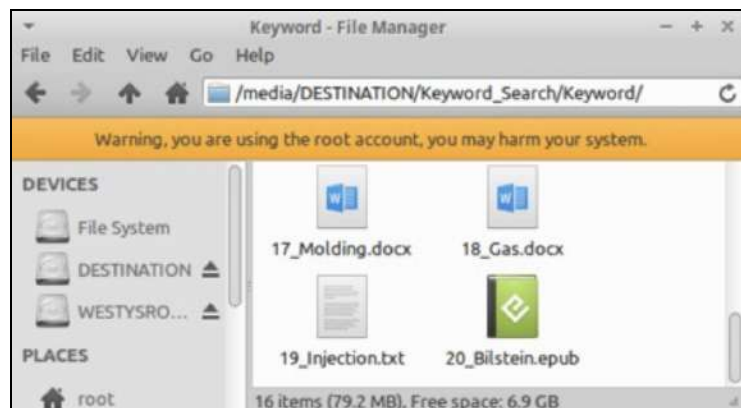 Keyword - File Manager
File Edit View Go Help
/media/DESTINATION/Keyword_Search/Keyword/
Warning, you are using the root account, you may harm your system.
DEVICES
File System
DESTINATION
WESTYSRO...
PLACES
root
17_Molding.docx
18_Gas.docx
19_Injection.txt
20_Bilstein.epub
16 items (79.2 MB), Free space: 6.9 GB